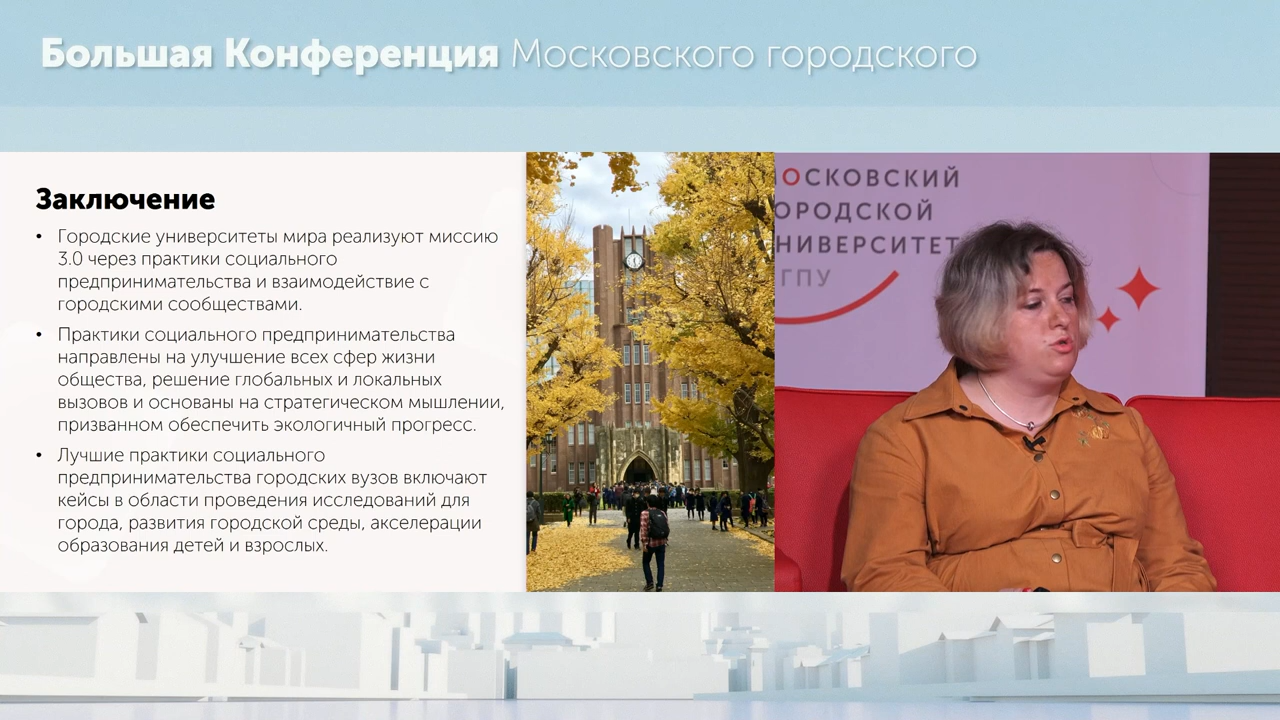 Большая Конференция Московского городского
Заключение
• Городские университеты мира реализуют миссию
3.0 через практики социального
предпринимательства и взаимодействие с
городскими сообществами.
• Практики социального предпринимательства
направлены на улучшение всех сфер жизни
общества, решение глобальных и локальных
вызовов и основаны на стратегическом мышлении,
призванном обеспечить экологичный прогресс.
• Лучшие практики социального
предпринимательства городских вузов включают
кейсы в области проведения исследований для
города, развития городской среды, акселерации
образования детей и взрослых.
ОСКОВСКИЙ
ОРОДСКОЙ
НИВЕРСИТЕТ
ГПУ